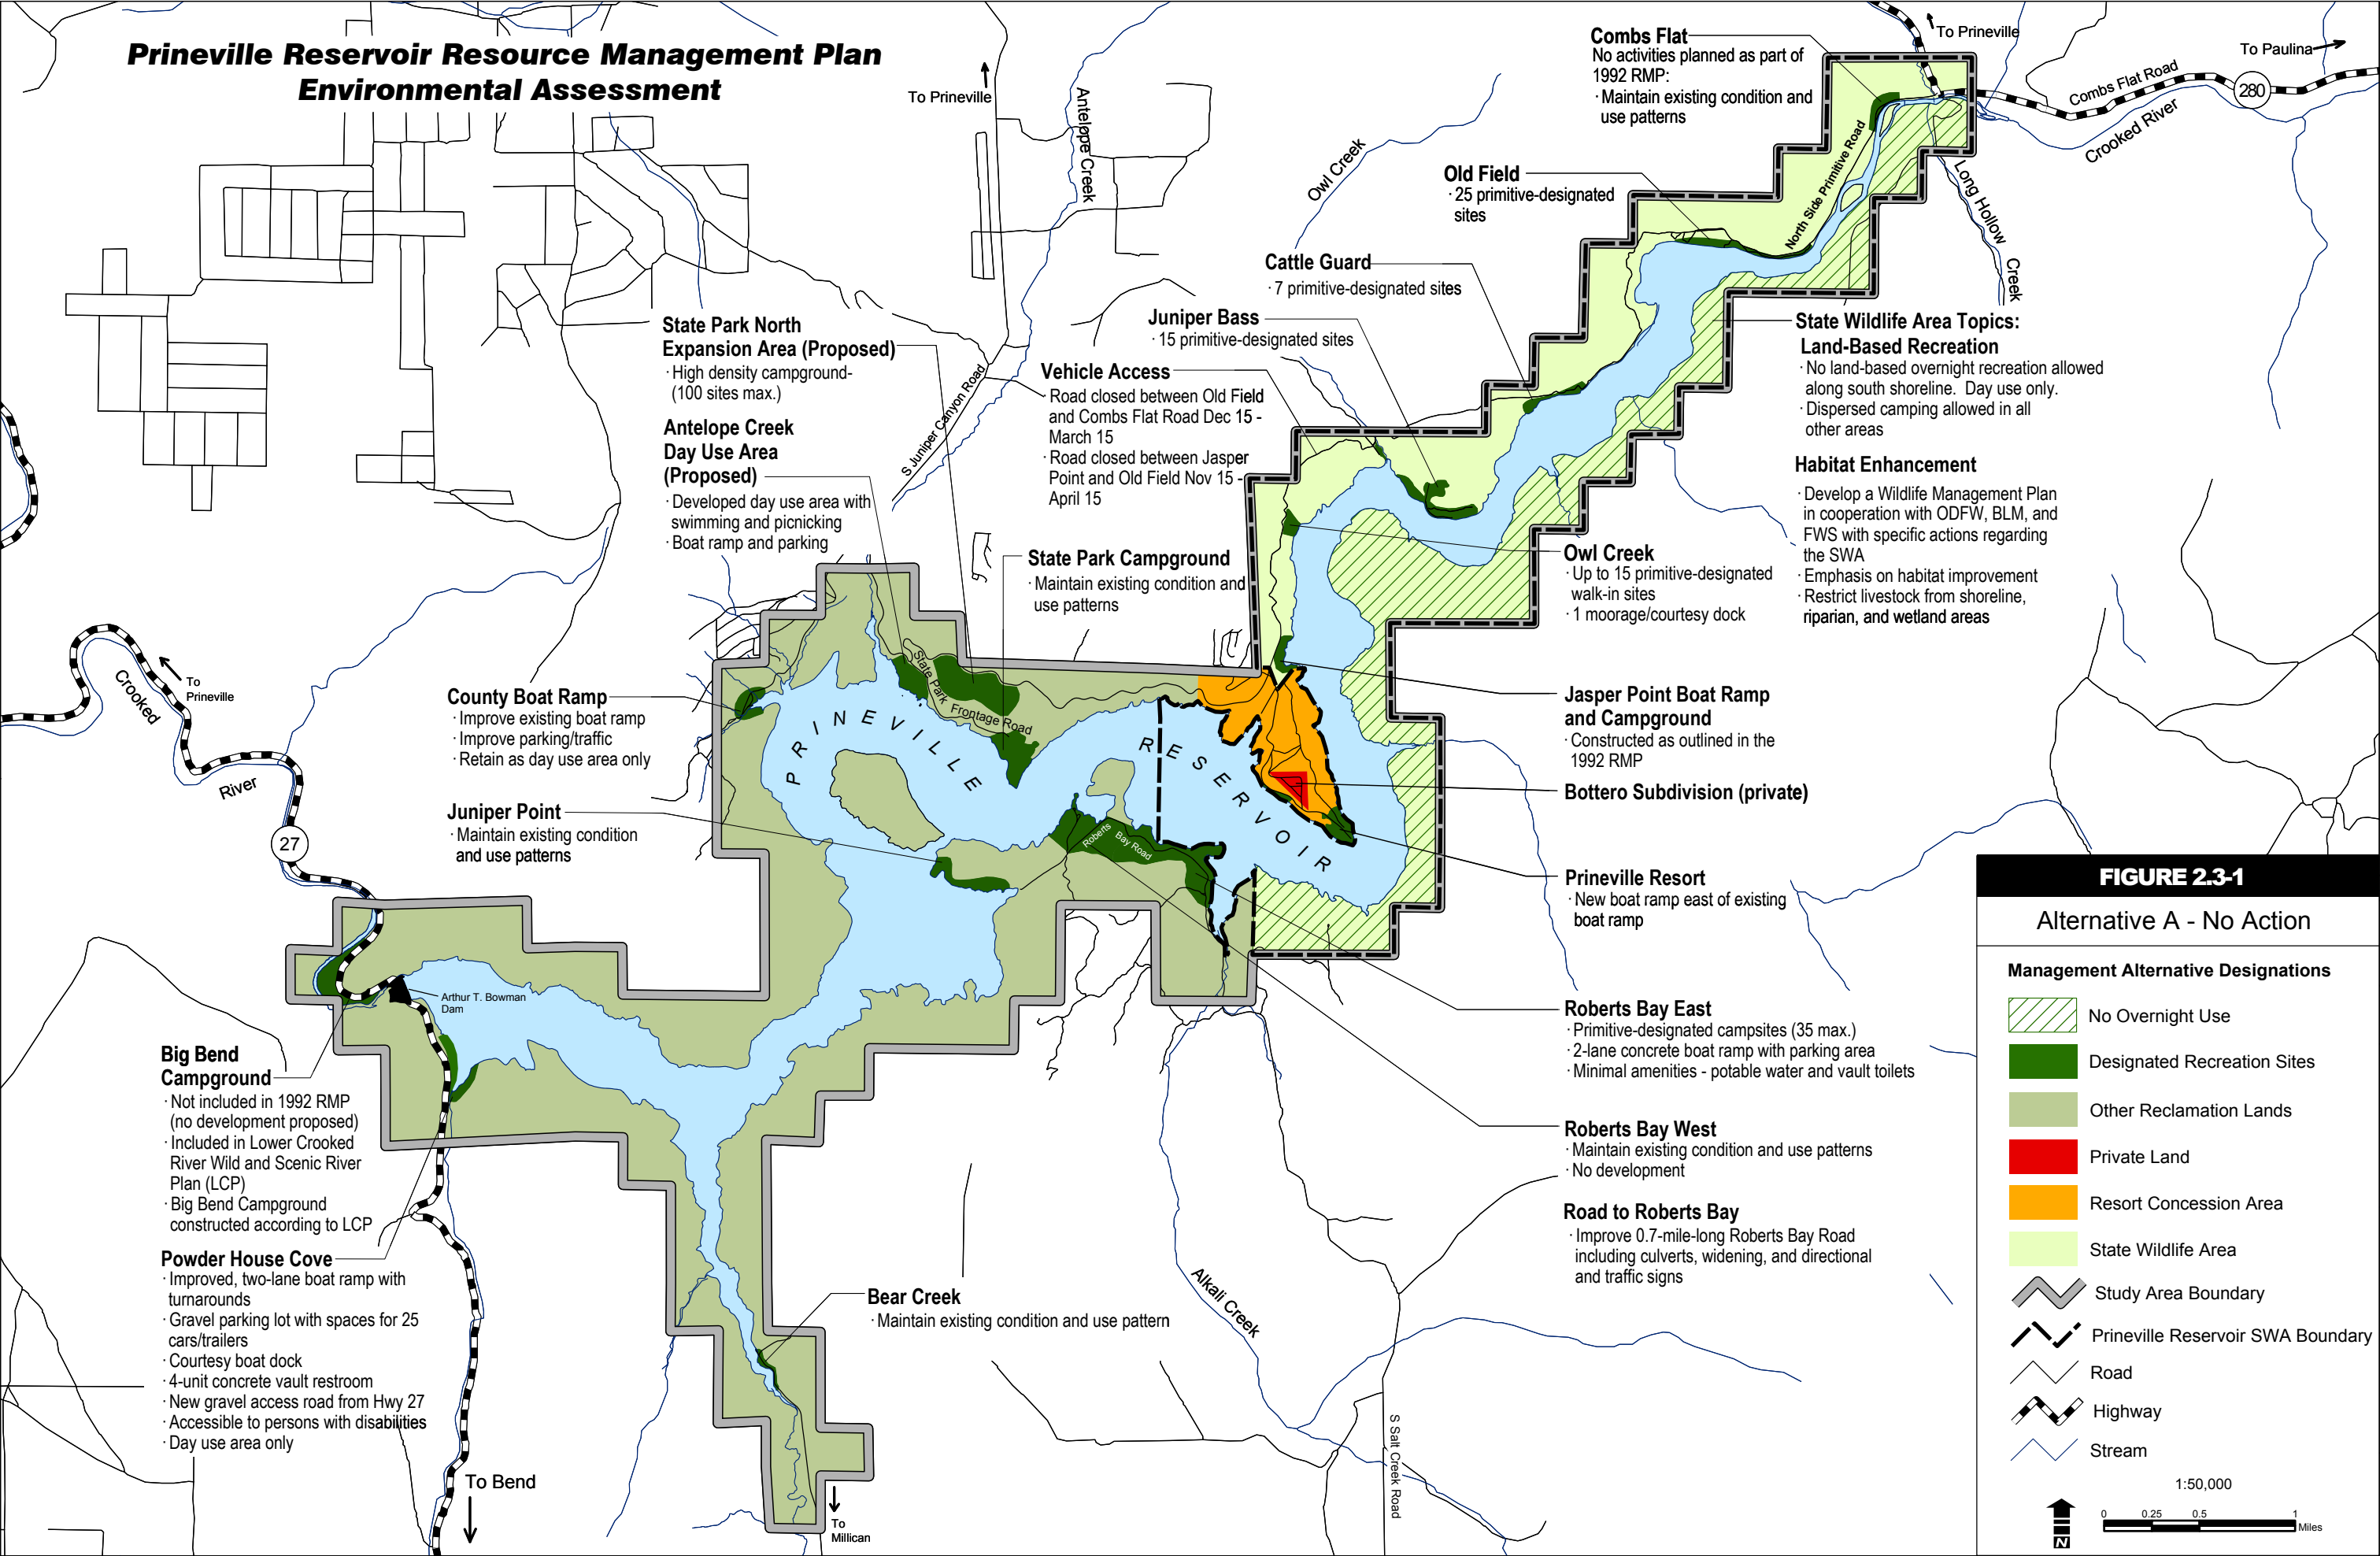 Prineville Reservoir Resource Management Plan
Environmental Assessment
To Prineville
Antelope Creek
Owl Creek
Combs Flat
No activities planned as part of
1992 RMP:
· Maintain existing condition and
use patterns
To Prineville
To Paulina
Combs Flat Road
280
Crooked River
North Side Primitive Road
Long Hollow
Creek
Old Field
· 25 primitive-designated
sites
Cattle Guard
· 7 primitive-designated sites
Juniper Bass
· 15 primitive-designated sites
Vehicle Access
· Road closed between Old Field
and Combs Flat Road Dec 15 -
March 15
· Road closed between Jasper
Point and Old Field Nov 15 -
April 15
S Juniper Canyon Road
State Park North
Expansion Area (Proposed)
· High density campground-
(100 sites max.)
Antelope Creek
Day Use Area
(Proposed)
· Developed day use area with
swimming and picnicking
· Boat ramp and parking
State Park Campground
· Maintain existing condition and
use patterns
State Wildlife Area Topics:
Land-Based Recreation
· No land-based overnight recreation allowed
along south shoreline.  Day use only.
· Dispersed camping allowed in all
other areas
Habitat Enhancement
· Develop a Wildlife Management Plan
in cooperation with ODFW, BLM, and
FWS with specific actions regarding
the SWA
· Emphasis on habitat improvement
· Restrict livestock from shoreline,
riparian, and wetland areas
Owl Creek
· Up to 15 primitive-designated
walk-in sites
· 1 moorage/courtesy dock
Jasper Point Boat Ramp
and Campground
· Constructed as outlined in the
1992 RMP
Bottero Subdivision (private)
Prineville Resort
· New boat ramp east of existing
boat ramp
Roberts Bay East
· Primitive-designated campsites (35 max.)
· 2-lane concrete boat ramp with parking area
· Minimal amenities - potable water and vault toilets
Roberts Bay West
· Maintain existing condition and use patterns
· No development
Road to Roberts Bay
· Improve 0.7-mile-long Roberts Bay Road
including culverts, widening, and directional
and traffic signs
State Park
Frontage Road
PRINEVILLE
RESERVOIR
Roberts
Bay Road
County Boat Ramp
· Improve existing boat ramp
· Improve parking/traffic
· Retain as day use area only
Juniper Point
· Maintain existing condition
and use patterns
To
Prineville
Crooked
River
27
Arthur T. Bowman
Dam
Big Bend
Campground
· Not included in 1992 RMP
(no development proposed)
· Included in Lower Crooked
River Wild and Scenic River
Plan (LCP)
· Big Bend Campground
constructed according to LCP
Powder House Cove
· Improved, two-lane boat ramp with
turnarounds
· Gravel parking lot with spaces for 25
cars/trailers
· Courtesy boat dock
· 4-unit concrete vault restroom
· New gravel access road from Hwy 27
· Accessible to persons with disabilities
· Day use area only
To Bend
Bear Creek
· Maintain existing condition and use pattern
To
Millican
Alkali Creek
S Salt Creek Road
FIGURE 2.3-1
Alternative A - No Action
Management Alternative Designations
No Overnight Use
Designated Recreation Sites
Other Reclamation Lands
Private Land
Resort Concession Area
State Wildlife Area
Study Area Boundary
Prineville Reservoir SWA Boundary
Road
Highway
Stream
1:50,000
0 0.25 0.5 1
Miles
N